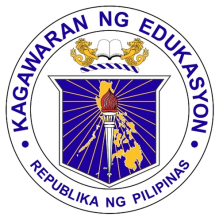 KAGAWARAN NG EDUKASYON
REPUBLIKA NG PILIPINAS